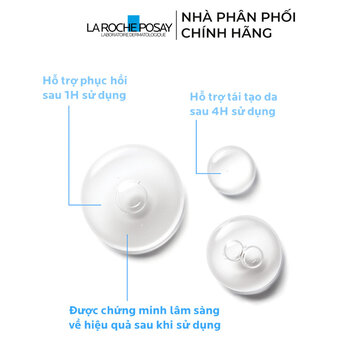 LA ROCHE POSAY
LABORATOIRE DERMATOLOGIQUE
NHÀ PHÂN PHỐI
CHÍNH HÃNG
Hỗ trợ phục hồi
sau 1H sử dụng
Hỗ trợ tái tạo da
sau 4H sử dụng
Được chứng minh lâm sàng
về hiệu quả sau khi sử dụng